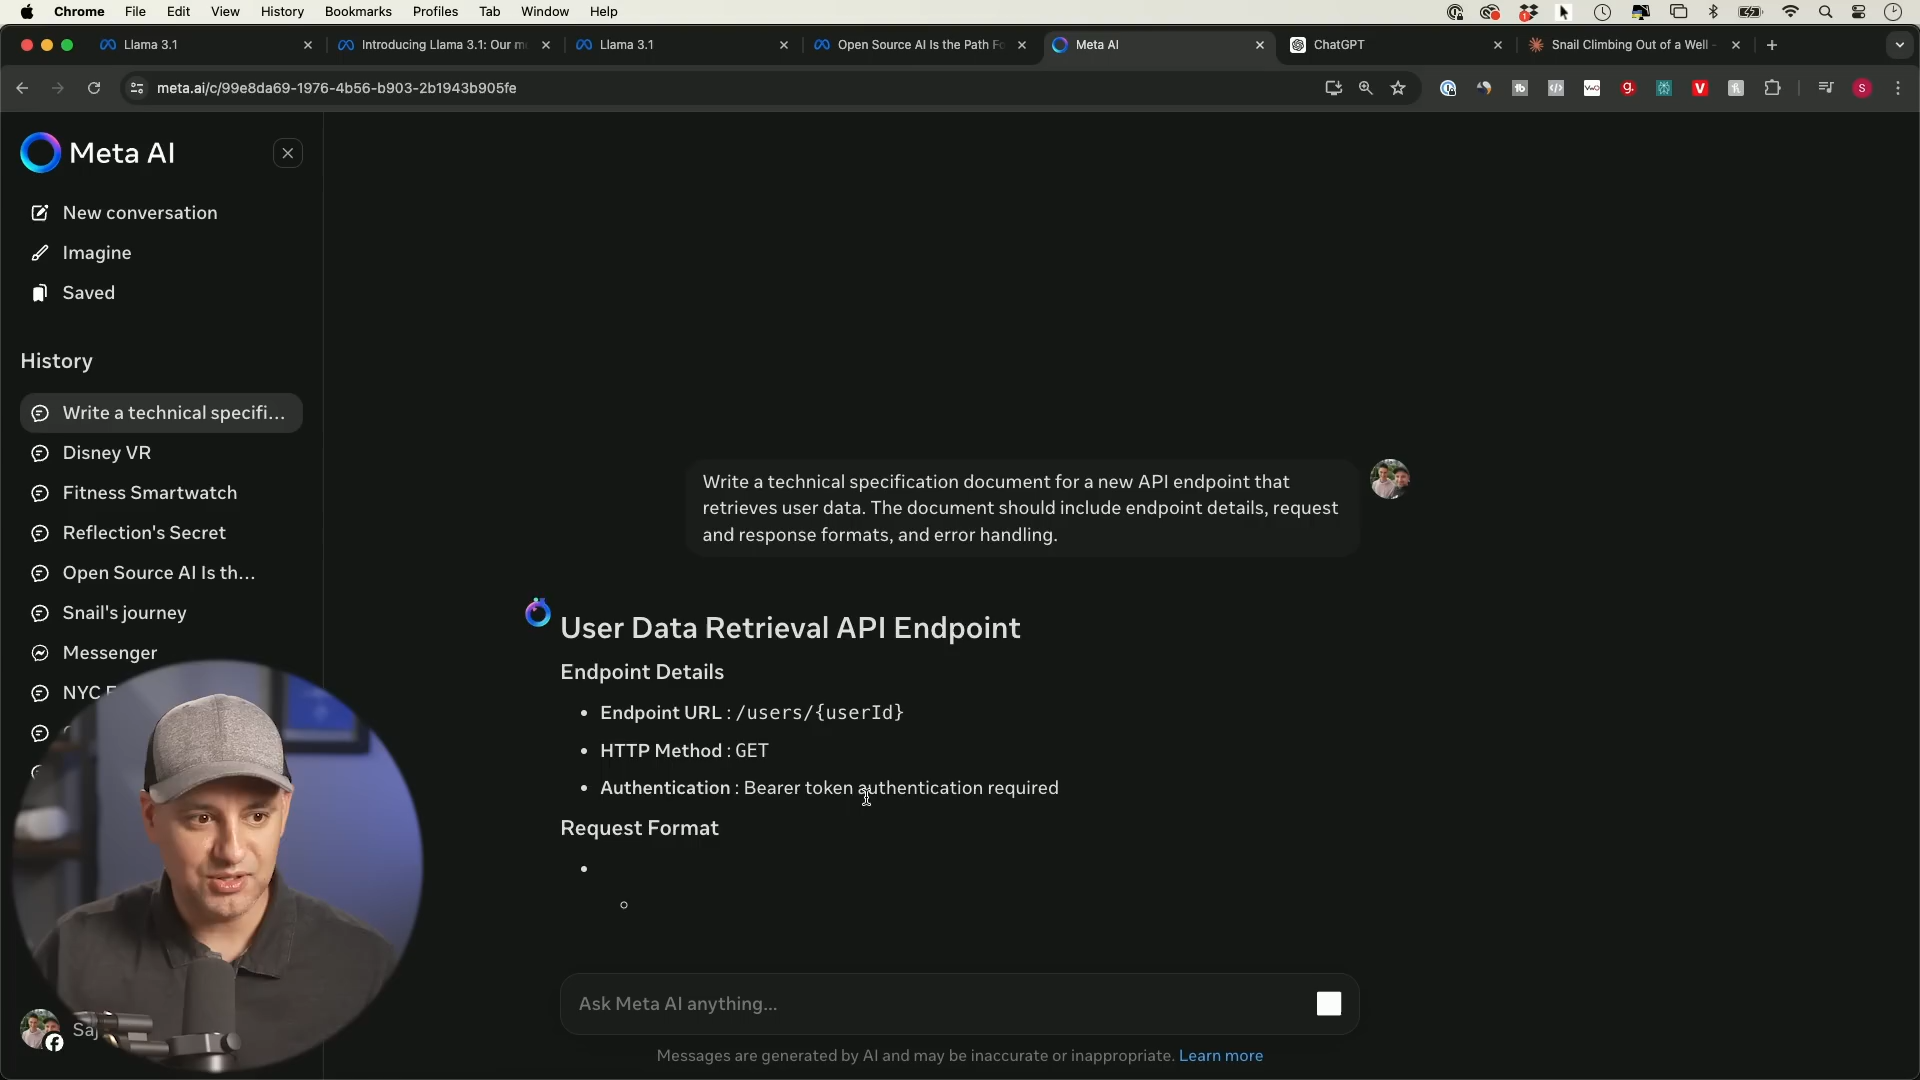 Chrome File Edit View History Bookmarks Profiles Tab Window Help
Llama 3.1
Introducing Llama 3.1: Our m
Llama 3.1
Open Source AI Is the Path Fo
Meta AI
ChatGPT
Snail Climbing Out of a Well -
meta.ai/c/99e8da69-1976-4b56-b903-2b1943b905fe
Meta AI
New conversation
Imagine
Saved
History
Write a technical specifi...
Disney VR
Fitness Smartwatch
Reflection's Secret
Open Source AI Is th...
Snail's journey
Messenger
NYC
Write a technical specification document for a new API endpoint that
retrieves user data. The document should include endpoint details, request
and response formats, and error handling.
User Data Retrieval API Endpoint
Endpoint Details
Endpoint URL : /users/{userId}
HTTP Method : GET
Authentication : Bearer token authentication required
Request Format
Ask Meta AI anything...
Messages are generated by AI and may be inaccurate or inappropriate. Learn more